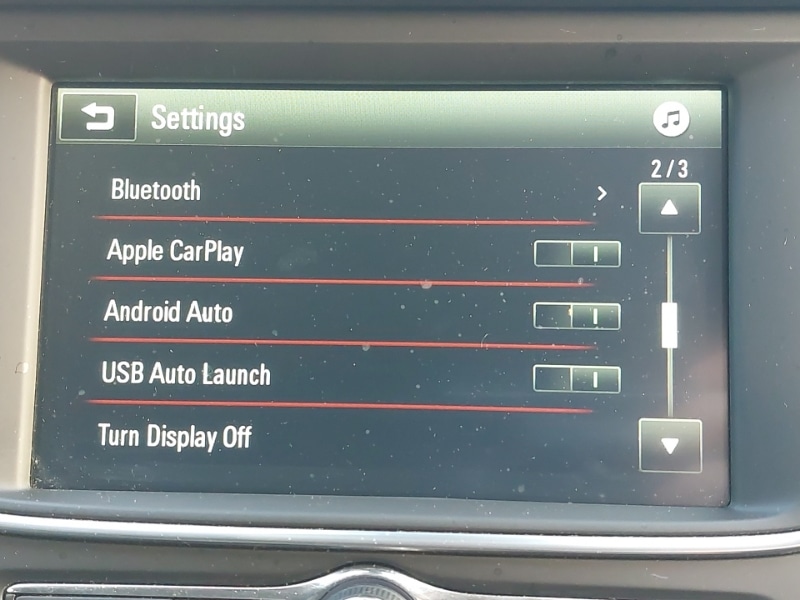 Settings
2/3
Bluetooth
Apple CarPlay
Android Auto
USB Auto Launch
Turn Display Off